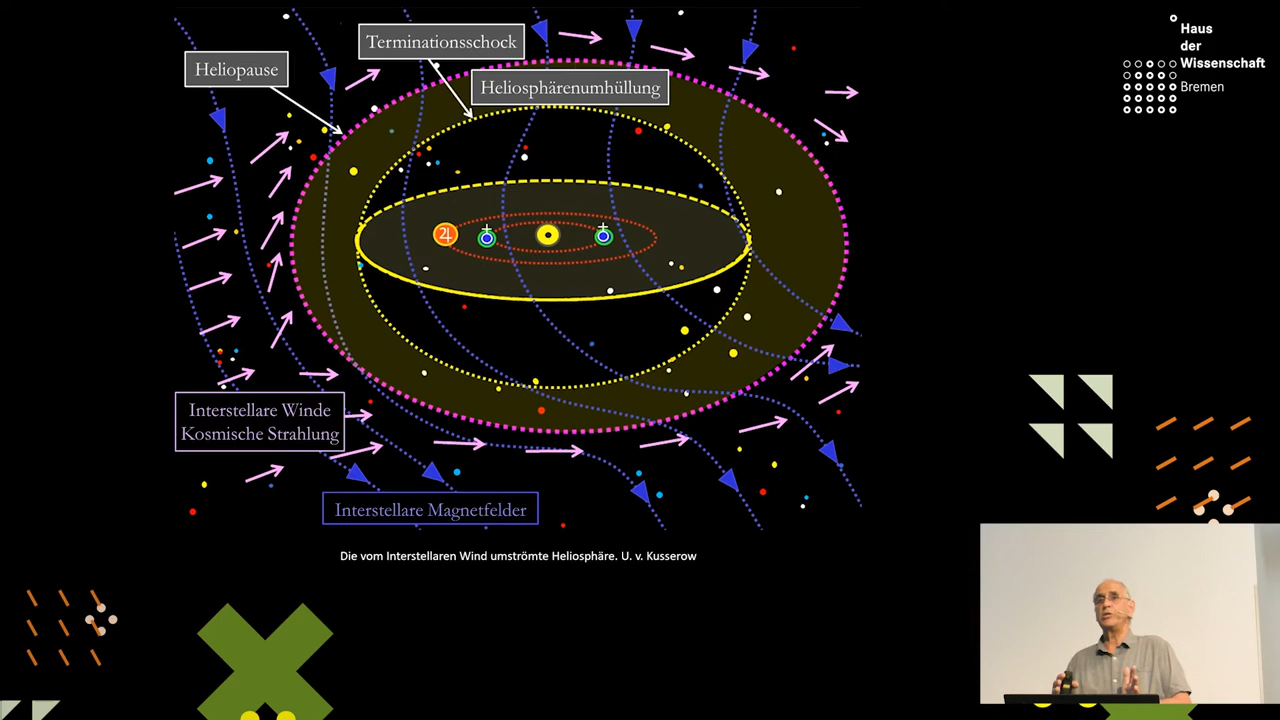 Terminationsschock
Heliopause
Heliosphärenumhüllung
Interstellare Winde
Kosmische Strahlung
Interstellare Magnetfelder
Die vom Interstellaren Wind umströmte Heliosphäre. U. v. Kusserow
Haus
der
Wissenschaft
Bremen